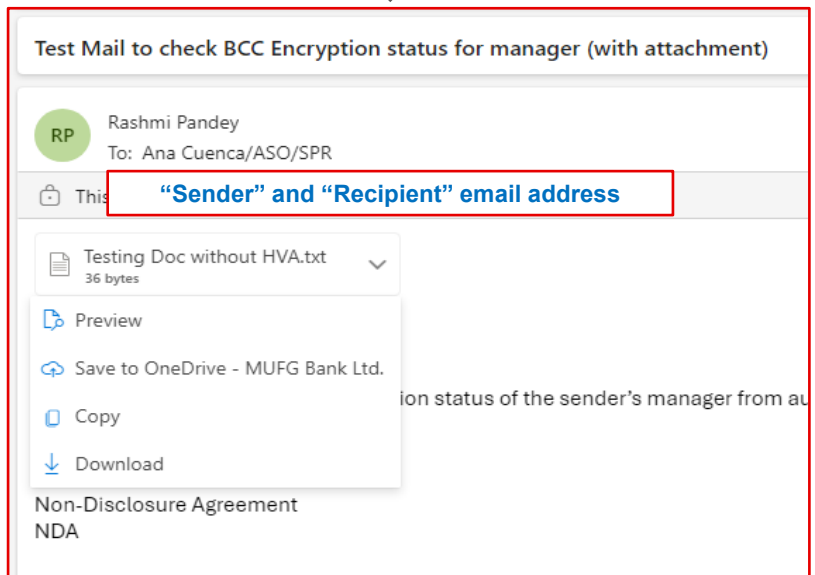 Test Mail to check BCC Encryption status for manager (with attachment)
RP
Rashmi Pandey
To: Ana Cuenca/ASO/SPR
This
“Sender” and “Recipient” email address
Testing Doc without HVA.txt
36 bytes
Preview
Save to OneDrive - MUFG Bank Ltd.
ion status of the sender’s manager from au
Copy
Download
Non-Disclosure Agreement
NDA